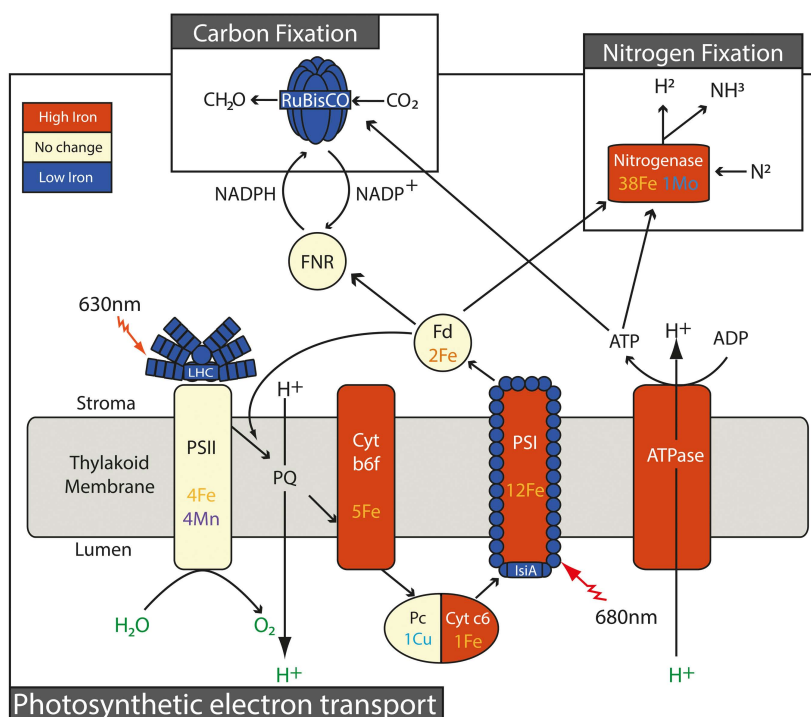 Carbon Fixation
CH₂O
RuBisCO
CO₂
Nitrogen Fixation
H²
NH³
Nitrogenase
38Fe 1Mo
N²
High Iron
No change
Low Iron
NADPH
NADP⁺
FNR
630nm
LHC
Fd
2Fe
ATP
H⁺
ADP
Stroma
Thylakoid
Membrane
Lumen
PSII
4Fe
4Mn
H⁺
PQ
Cyt
b6f
5Fe
PSI
12Fe
IsiA
ATPase
680nm
Pc
1Cu
Cyt c6
1Fe
H₂O
O₂
H⁺
H⁺
Photosynthetic electron transport